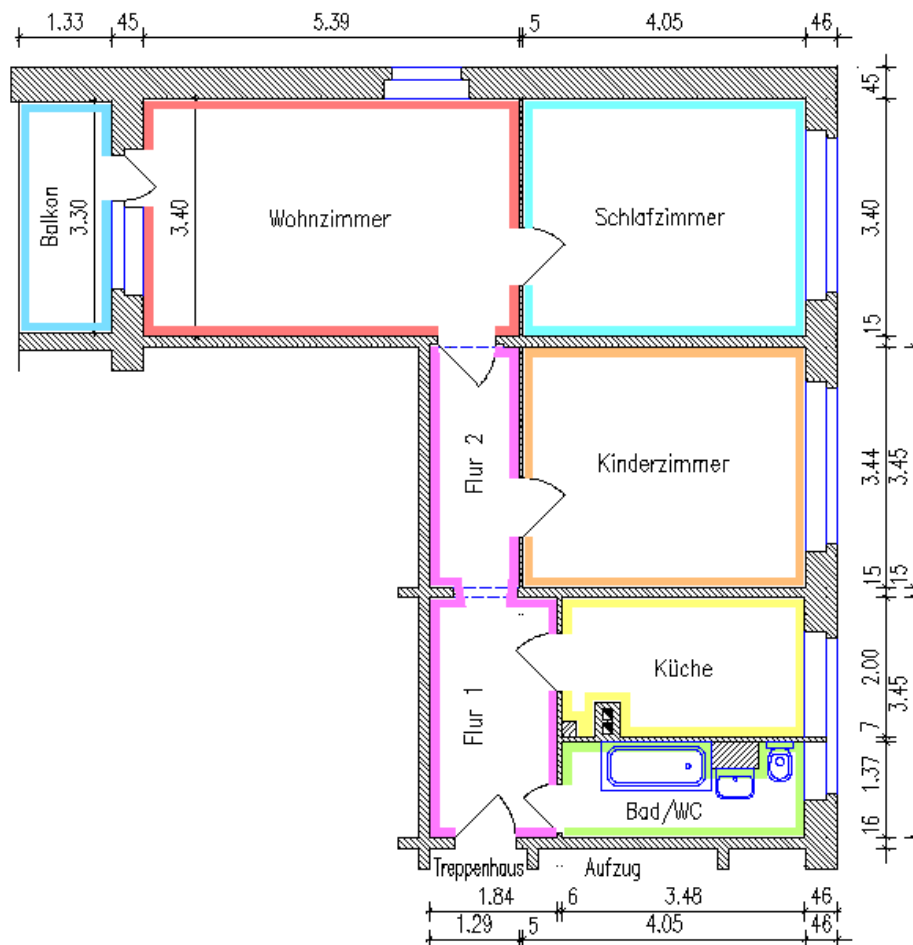 1.33 45 5.39 5 4.05 46
45
Balkon
3.30
3.40
Wohnzimmer
Schlafzimmer
3.40
15
Flur 2
Kinderzimmer
3.44
3.45
15
15
Flur 1
Küche
2.00
3.45
7
Bad/WC
1.37
16
Treppenhaus Aufzug
1.84 6 3.48 46
1.29 5 4.05 46